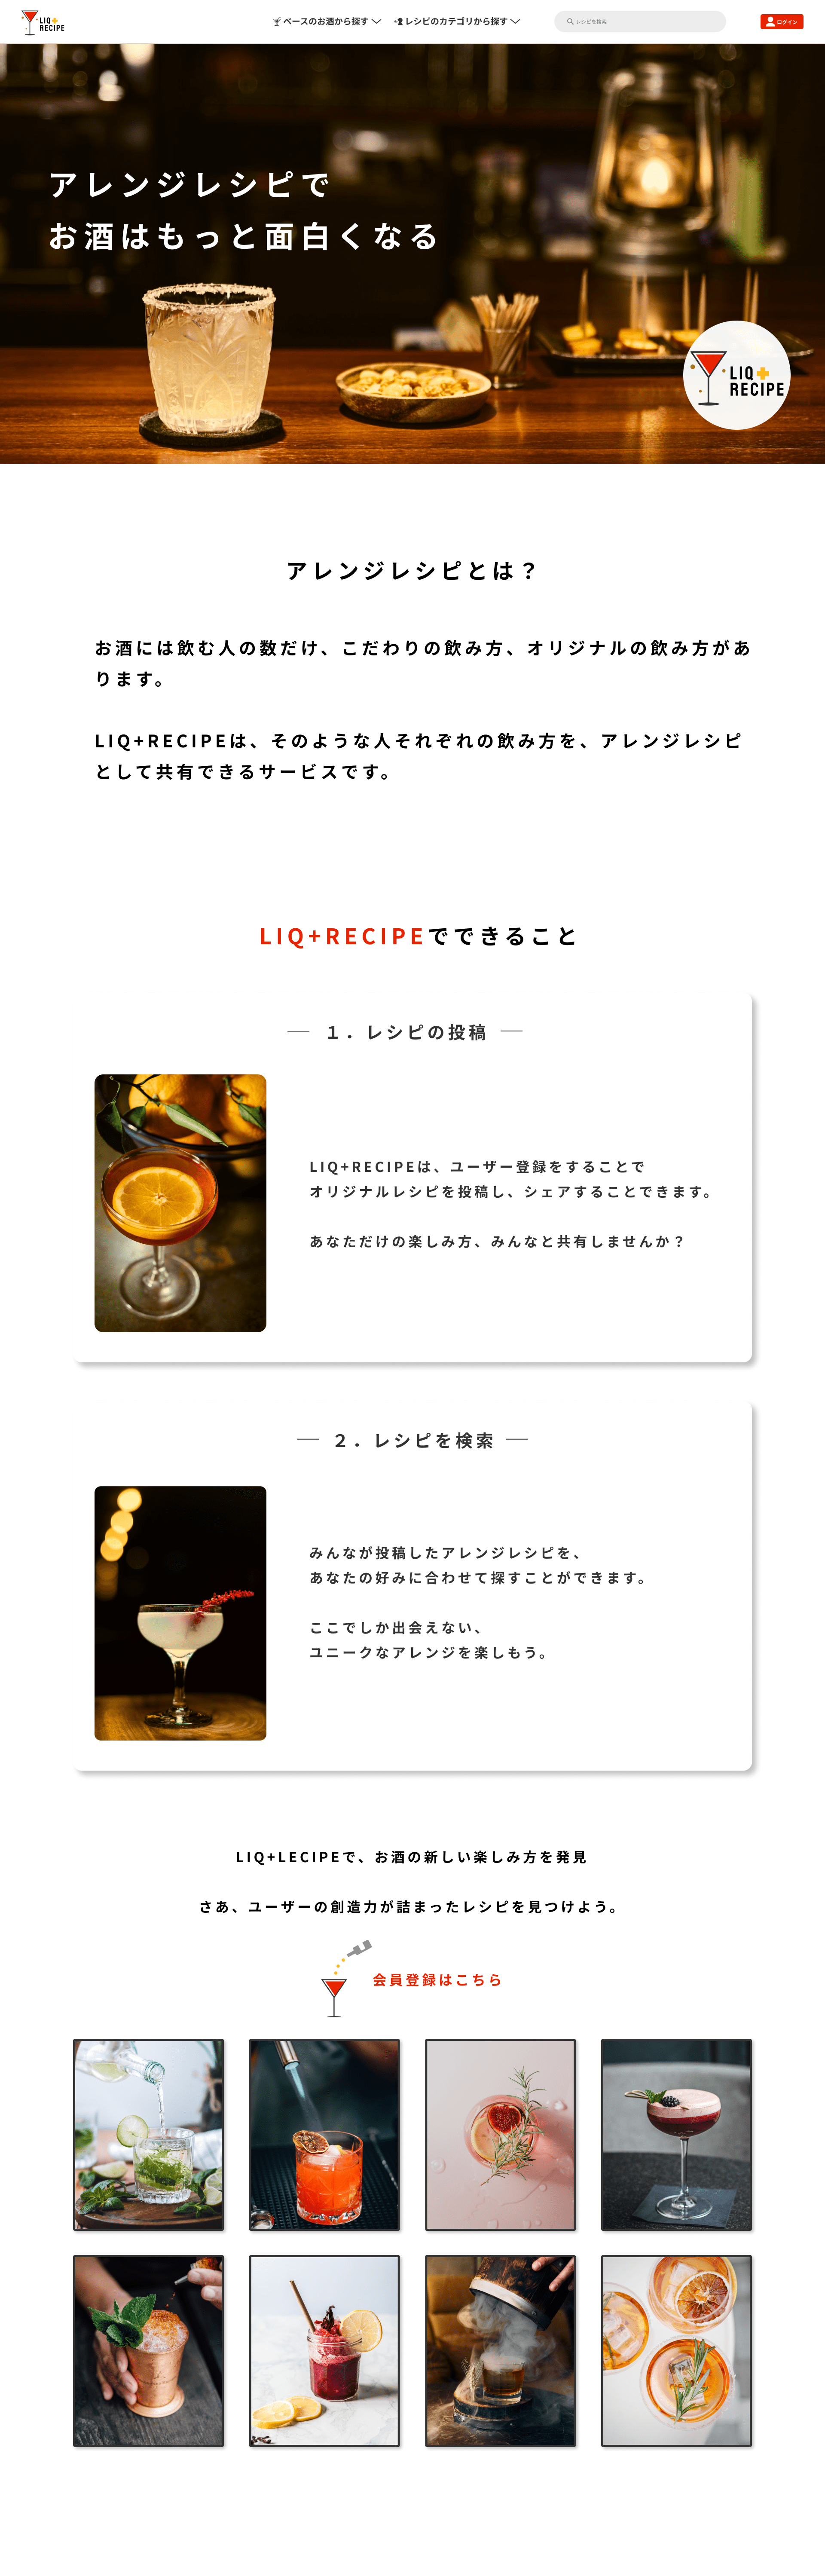 LIQ+
RECIPE
ベースのお酒から探す
レシピのカテゴリから探す
レシピを検索
ログイン
アレンジレシピで
お酒はもっと面白くなる
LIQ+
RECIPE
アレンジレシピとは？
お酒には飲む人の数だけ、こだわりの飲み方、オリジナルの飲み方があ
ります。
LIQ+RECIPEは、そのような人それぞれの飲み方を、アレンジレシピ
として共有できるサービスです。
LIQ+RECIPEでできること
１．レシピの投稿
LIQ+RECIPEは、ユーザー登録をすることで
オリジナルレシピを投稿し、シェアすることできます。
あなただけの楽しみ方、みんなと共有しませんか？
２．レシピを検索
みんなが投稿したアレンジレシピを、
あなたの好みに合わせて探すことができます。
ここでしか出会えない、
ユニークなアレンジを楽しもう。
LIQ+LECIPEで、お酒の新しい楽しみ方を発見
さあ、ユーザーの創造力が詰まったレシピを見つけよう。
会員登録はこちら